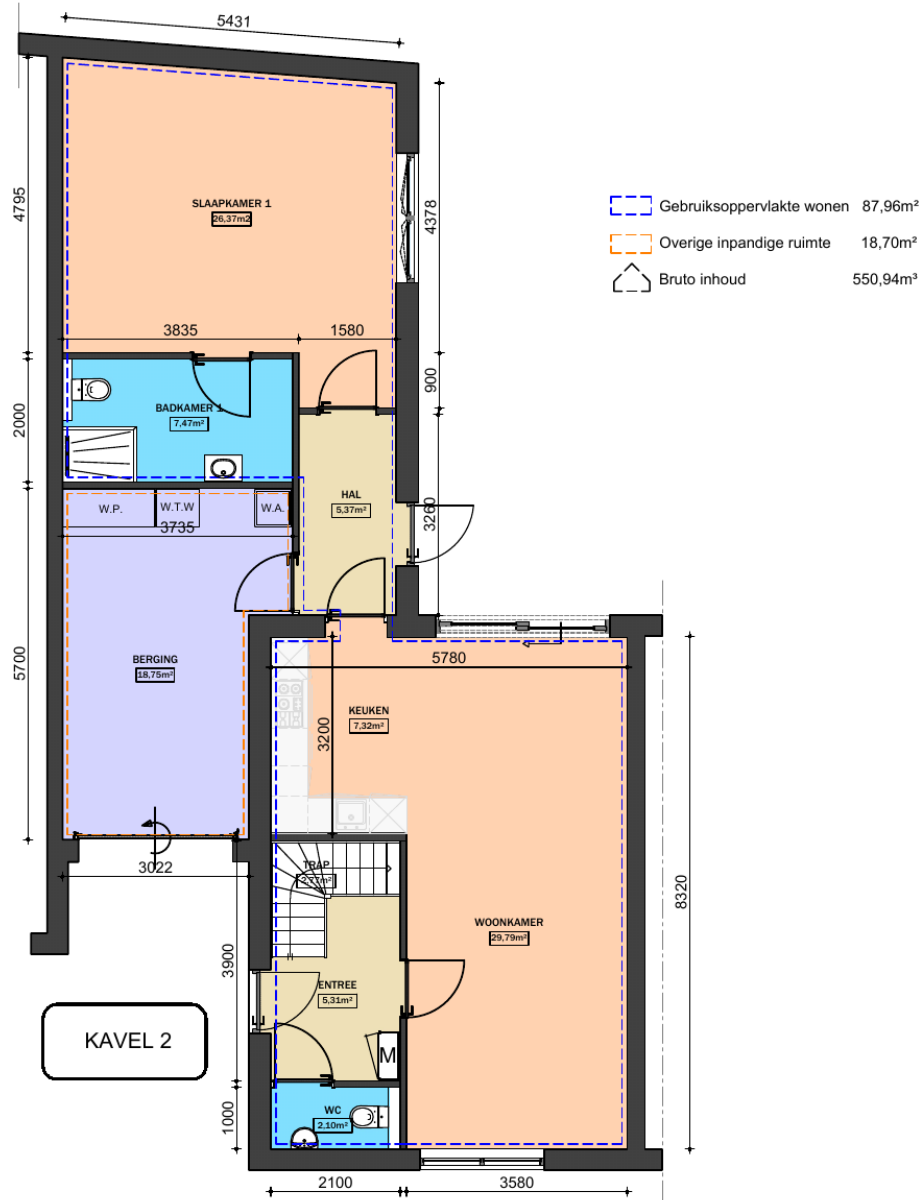 5431
4795
SLAAPKAMER 1
26,37m2
4378
Gebruiksoppervlakte wonen 87,96m²
Overige inpandige ruimte 18,70m²
Bruto inhoud 550,94m³
3835
1580
900
2000
BADKAMER 1
7,47m²
HAL
5,37m²
3260
W.P.
W.T.W
W.A.
3735
5700
BERGING
18,75m²
5780
KEUKEN
7,32m²
3200
3022
TRAP
2,77m²
8320
WOONKAMER
29,79m²
3900
ENTREE
5,31m²
KAVEL 2
M
1000
WC
2,10m²
2100
3580